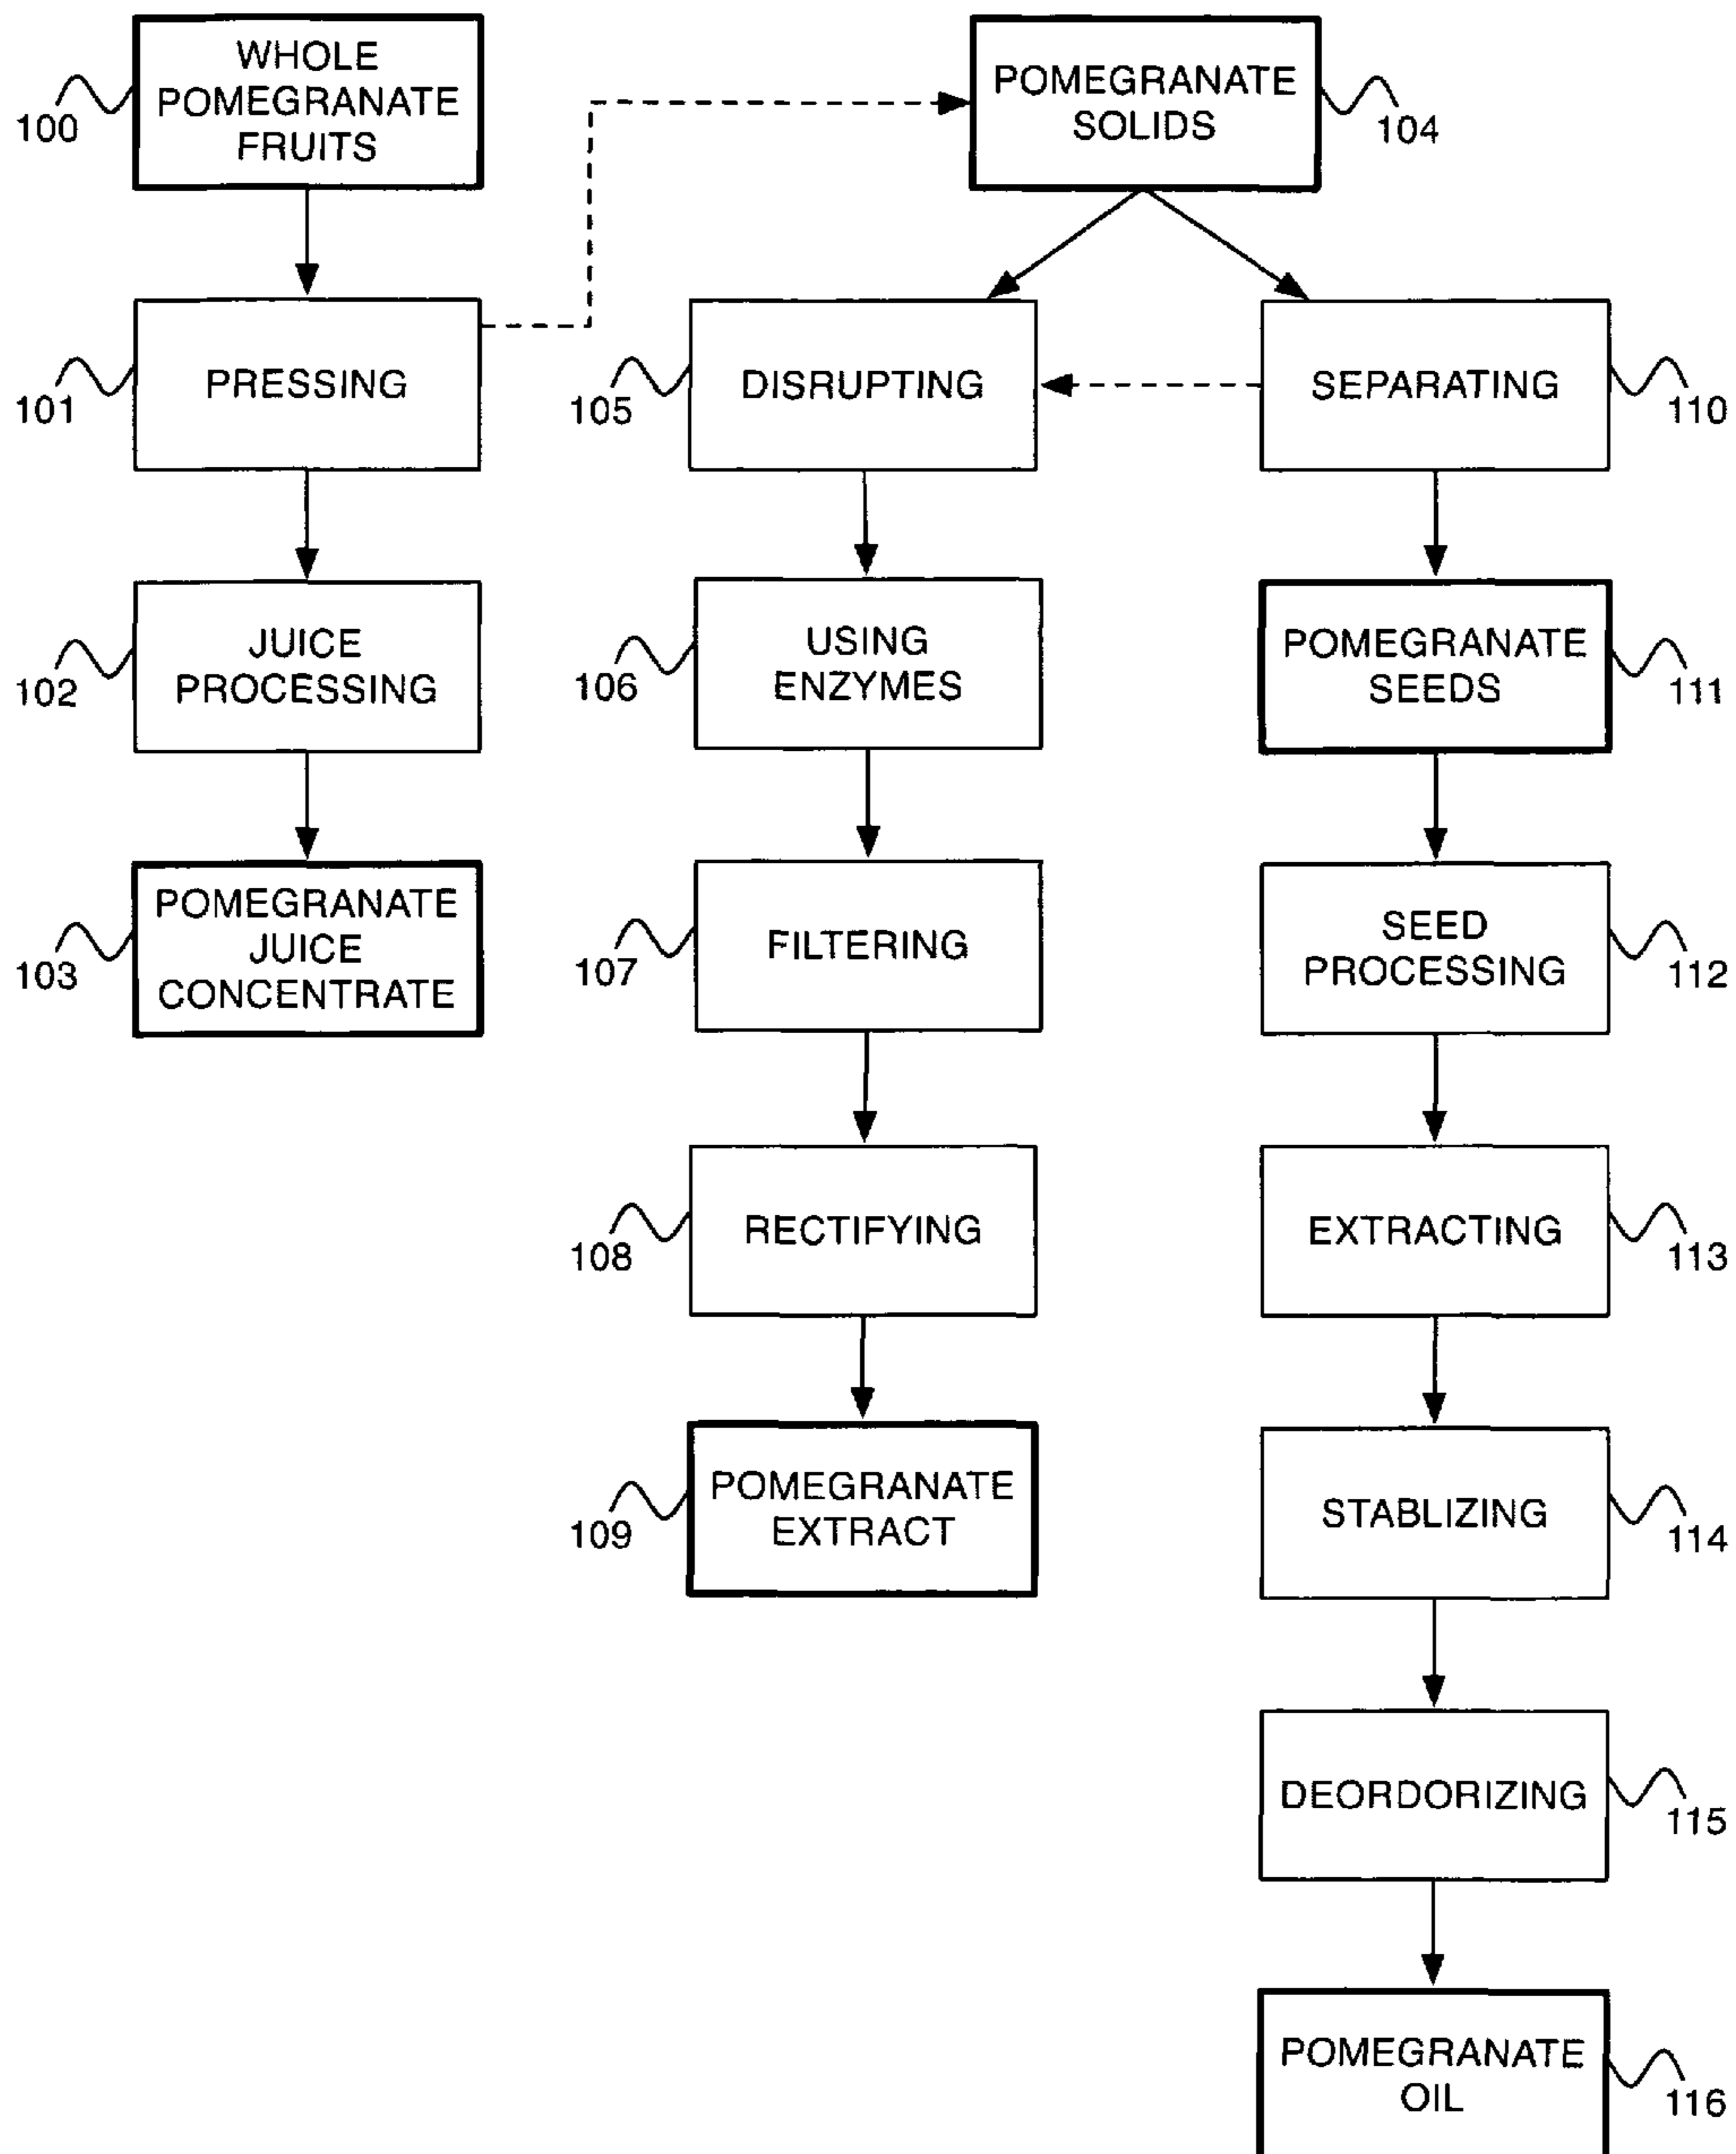 WHOLE
POMEGRANATE
FRUITS
100
PRESSING
101
JUICE
PROCESSING
102
POMEGRANATE
JUICE
CONCENTRATE
103
POMEGRANATE
SOLIDS
104
DISRUPTING
105
USING
ENZYMES
106
FILTERING
107
RECTIFYING
108
POMEGRANATE
EXTRACT
109
SEPARATING
110
POMEGRANATE
SEEDS
111
SEED
PROCESSING
112
EXTRACTING
113
STABLIZING
114
DEORDORIZING
115
POMEGRANATE
OIL
116